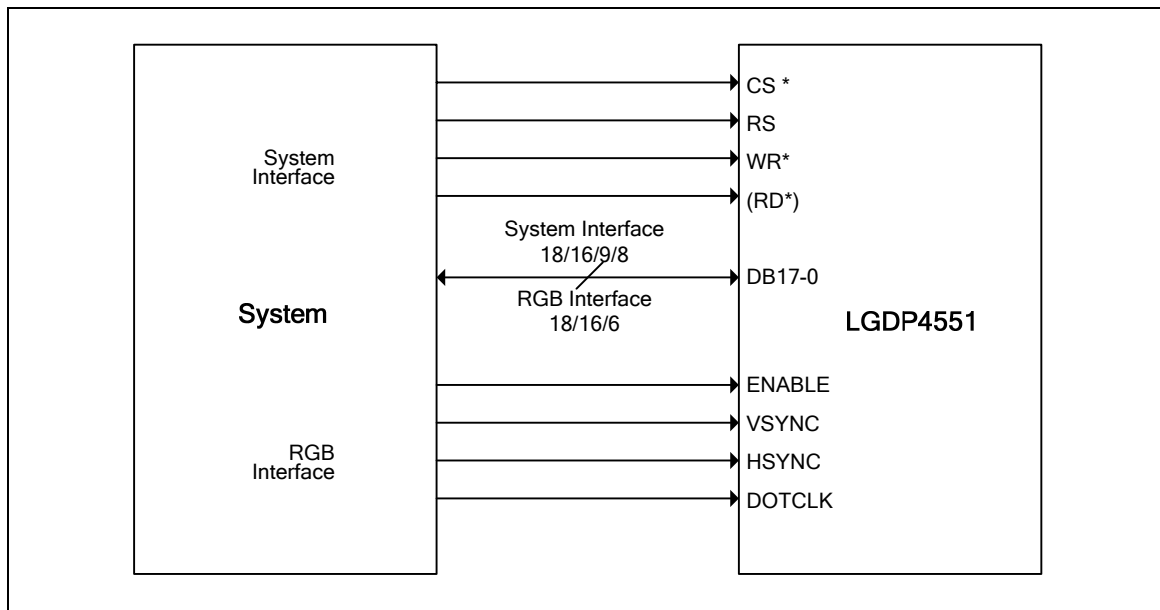 CS *
RS
System
Interface
WR*
(RD*)
System Interface
18/16/9/8
DB17-0
RGB Interface
18/16/6
System
LGDP4551
ENABLE
VSYNC
RGB
Interface
HSYNC
DOTCLK